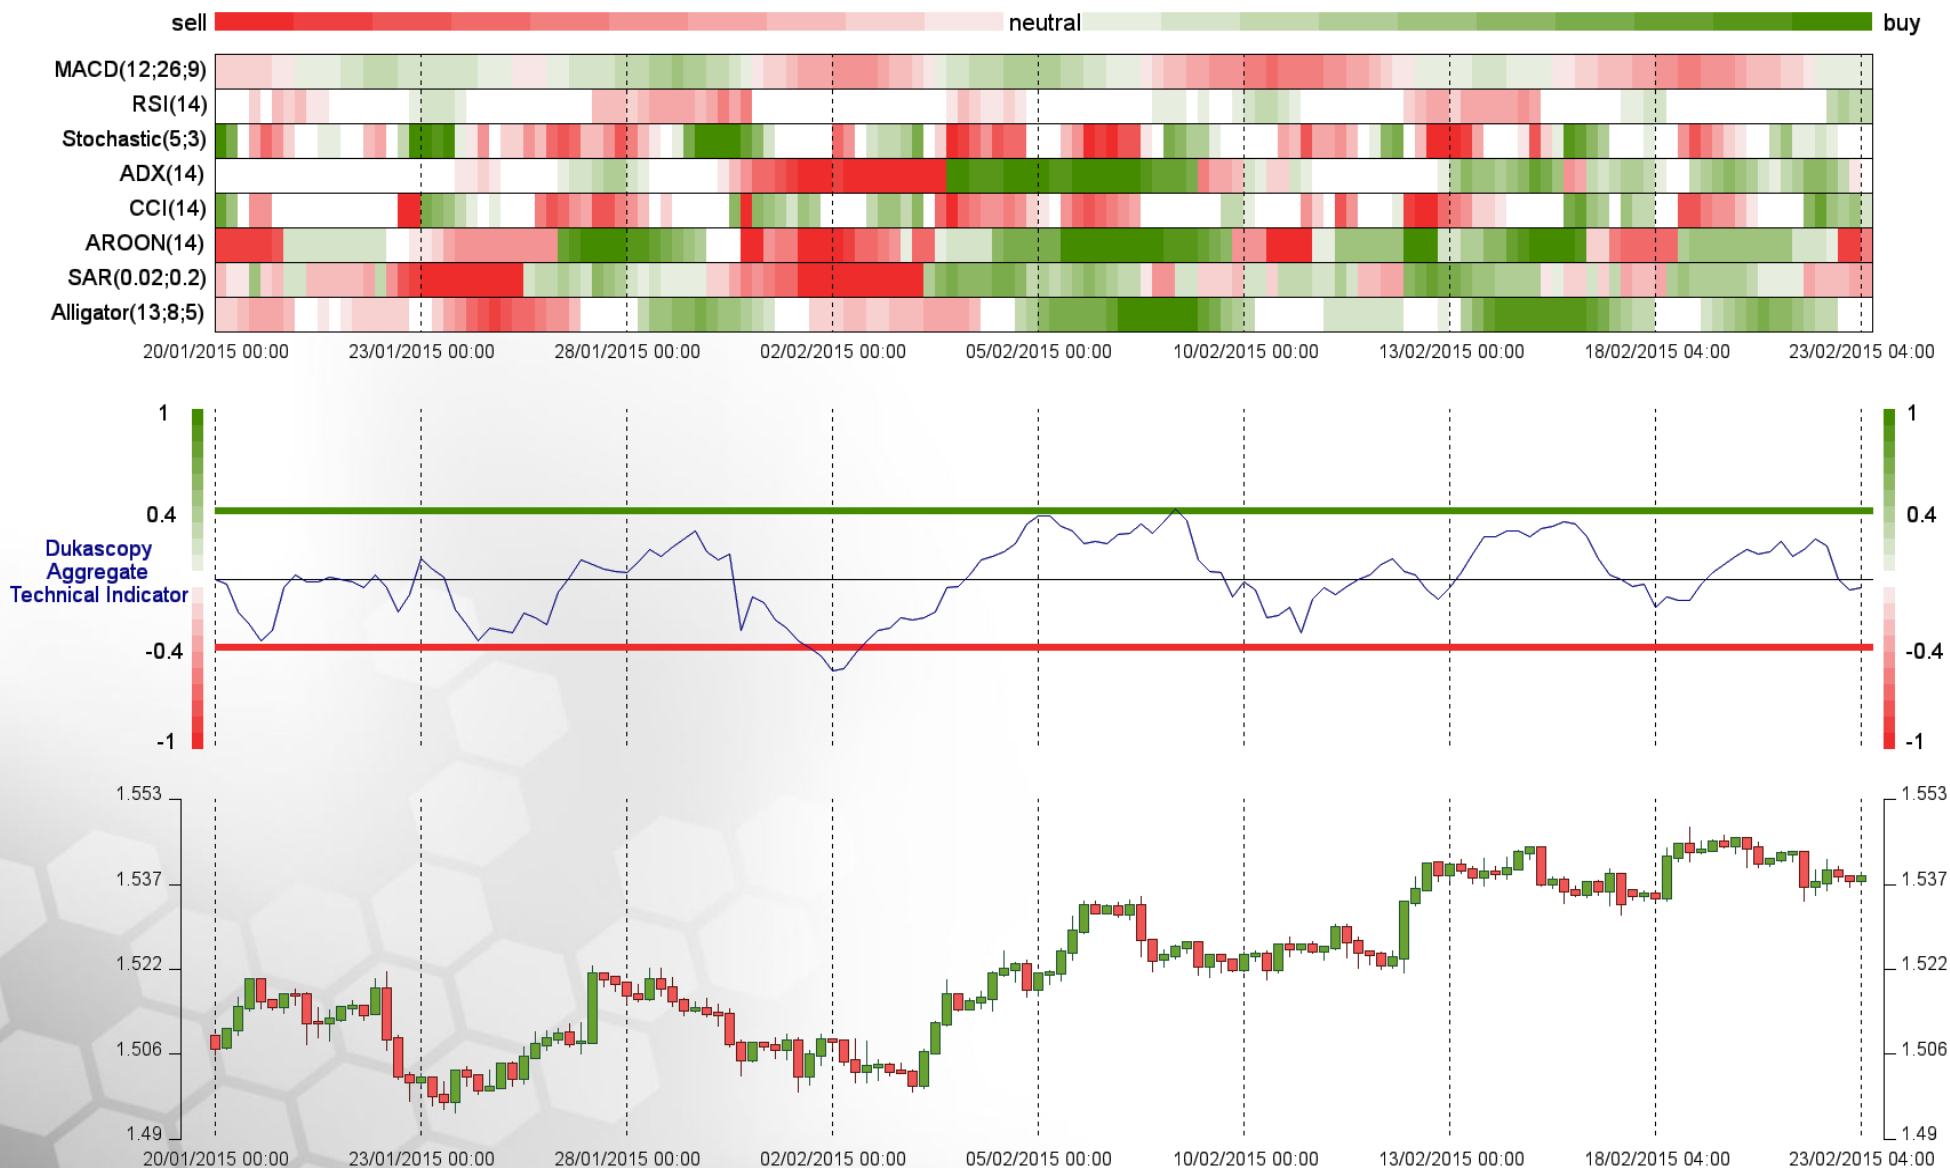 sell neutral buy
MACD(12;26;9)
RSI(14)
Stochastic(5;3)
ADX(14)
CCI(14)
AROON(14)
SAR(0.02;0.2)
Alligator(13;8;5)
20/01/2015 00:00 23/01/2015 00:00 28/01/2015 00:00 02/02/2015 00:00 05/02/2015 00:00 10/02/2015 00:00 13/02/2015 00:00 18/02/2015 04:00 23/02/2015 04:00
1 1
0.4 0.4
Dukascopy
Aggregate
Technical Indicator
-0.4 -0.4
-1 -1
1.553 1.553
1.537 1.537
1.522 1.522
1.506 1.506
1.49 1.49
20/01/2015 00:00 23/01/2015 00:00 28/01/2015 00:00 02/02/2015 00:00 05/02/2015 00:00 10/02/2015 00:00 13/02/2015 00:00 18/02/2015 04:00 23/02/2015 04:00